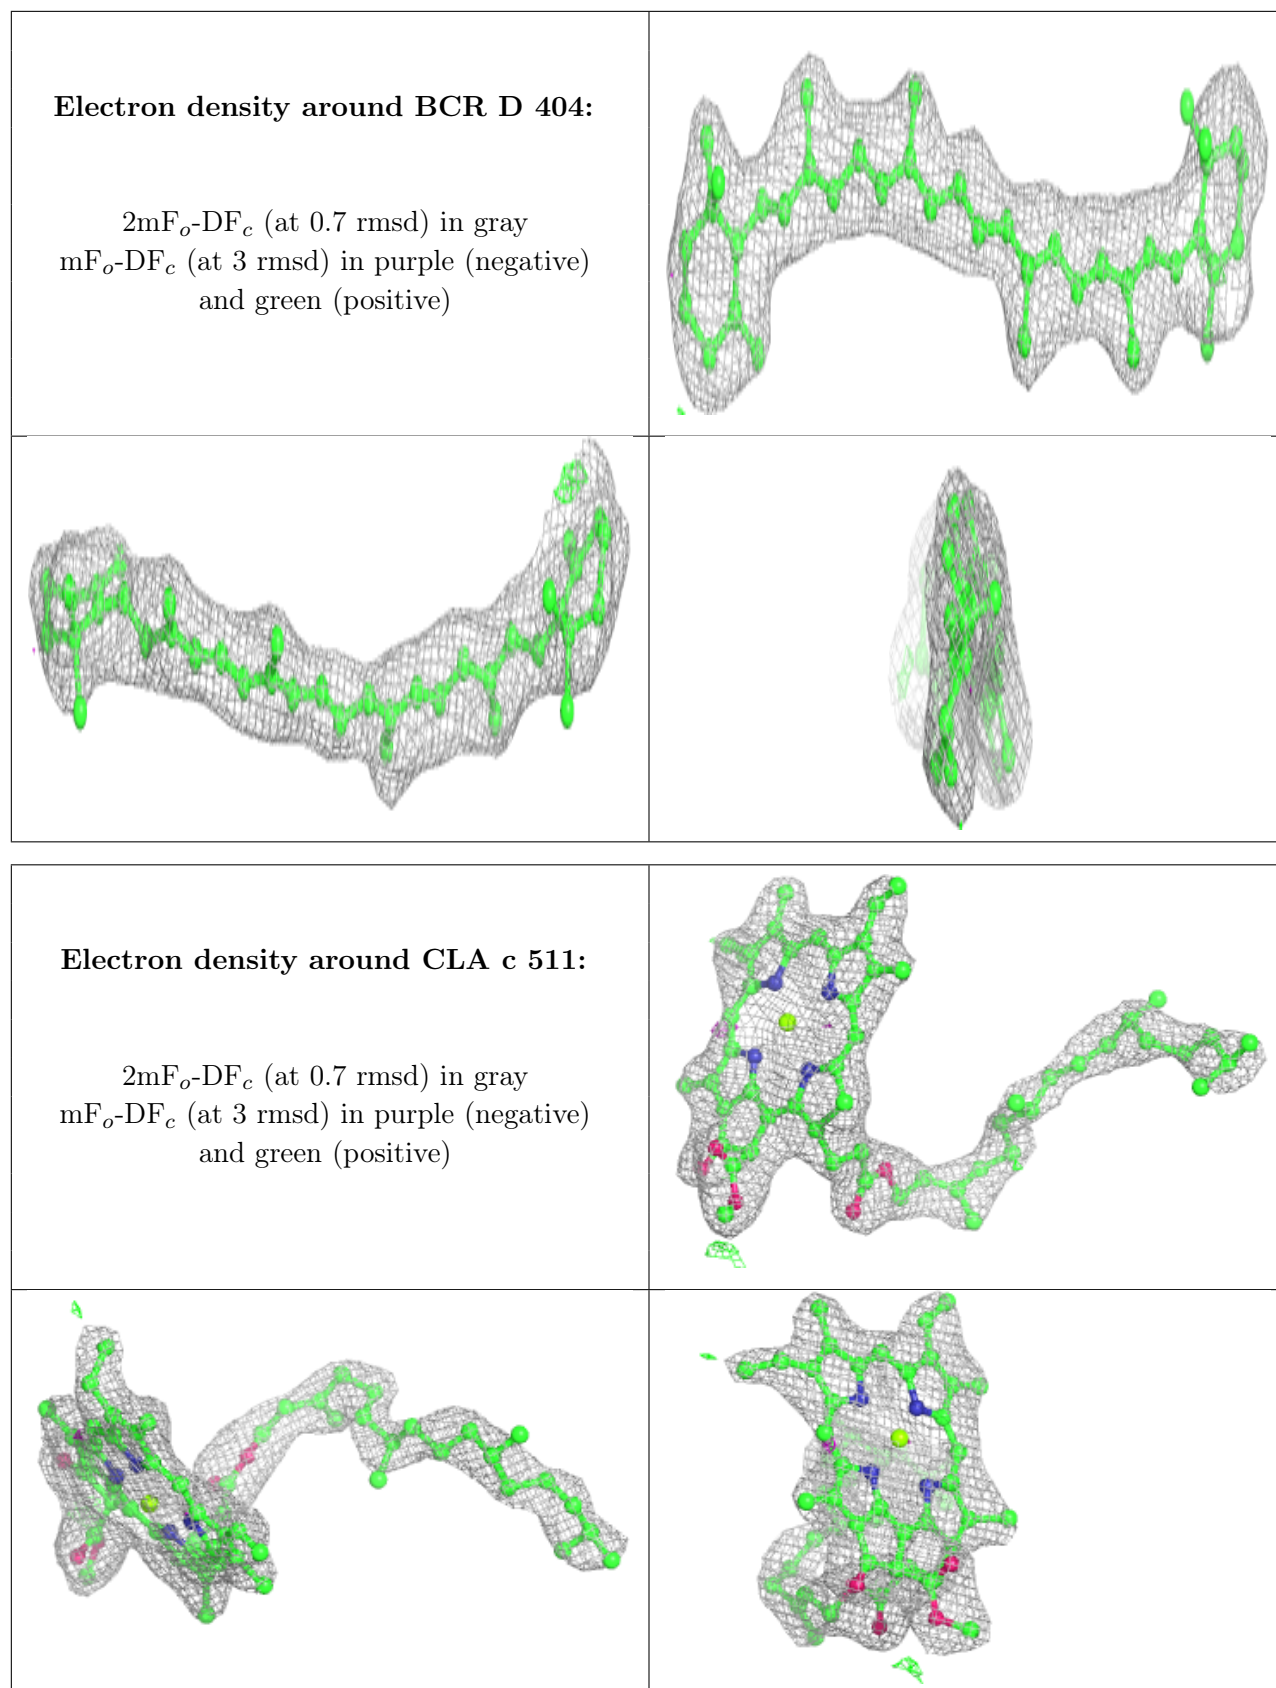 Electron density around BCR D 404:
2mFo-DFc (at 0.7 rmsd) in gray
mFo-DFc (at 3 rmsd) in purple (negative)
and green (positive)
Electron density around CLA c 511:
2mFo-DFc (at 0.7 rmsd) in gray
mFo-DFc (at 3 rmsd) in purple (negative)
and green (positive)